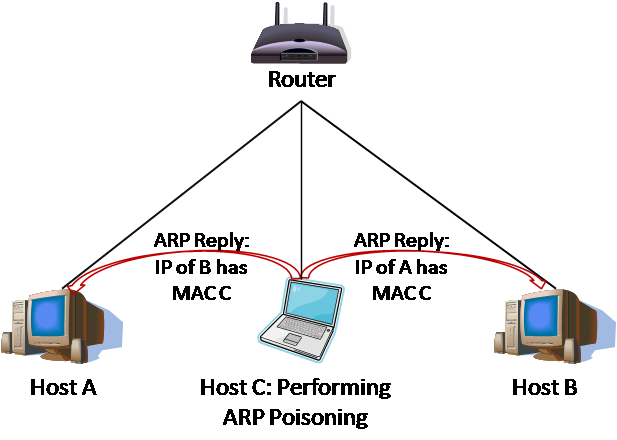 Router
ARP Reply:
IP of B has
MAC C
ARP Reply:
IP of A has
MAC C
Host A
Host C: Performing
ARP Poisoning
Host B